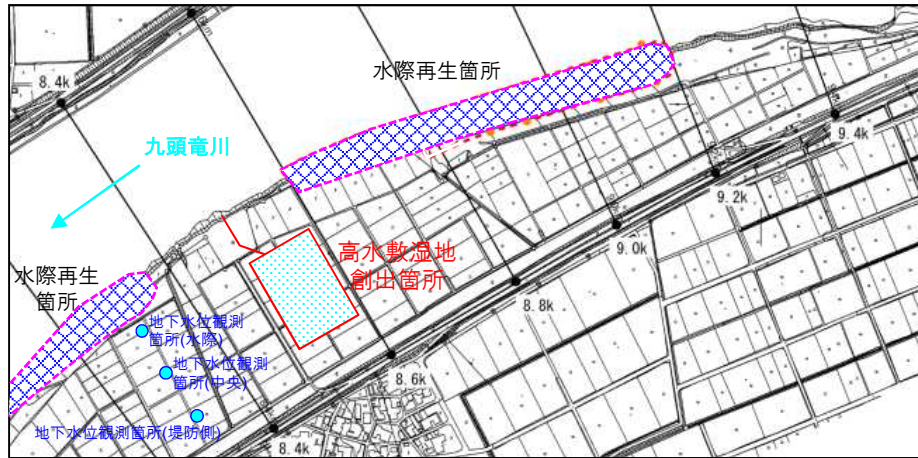 8.4k
水際再生箇所
九頭竜川
9.4k
9.2k
高水敷湿地
創出箇所
9.0k
水際再生
箇所
8.8k
地下水位観測
箇所(水際)
地下水位観測
箇所(中央)
8.6k
地下水位観測箇所(堤防側)
8.4k